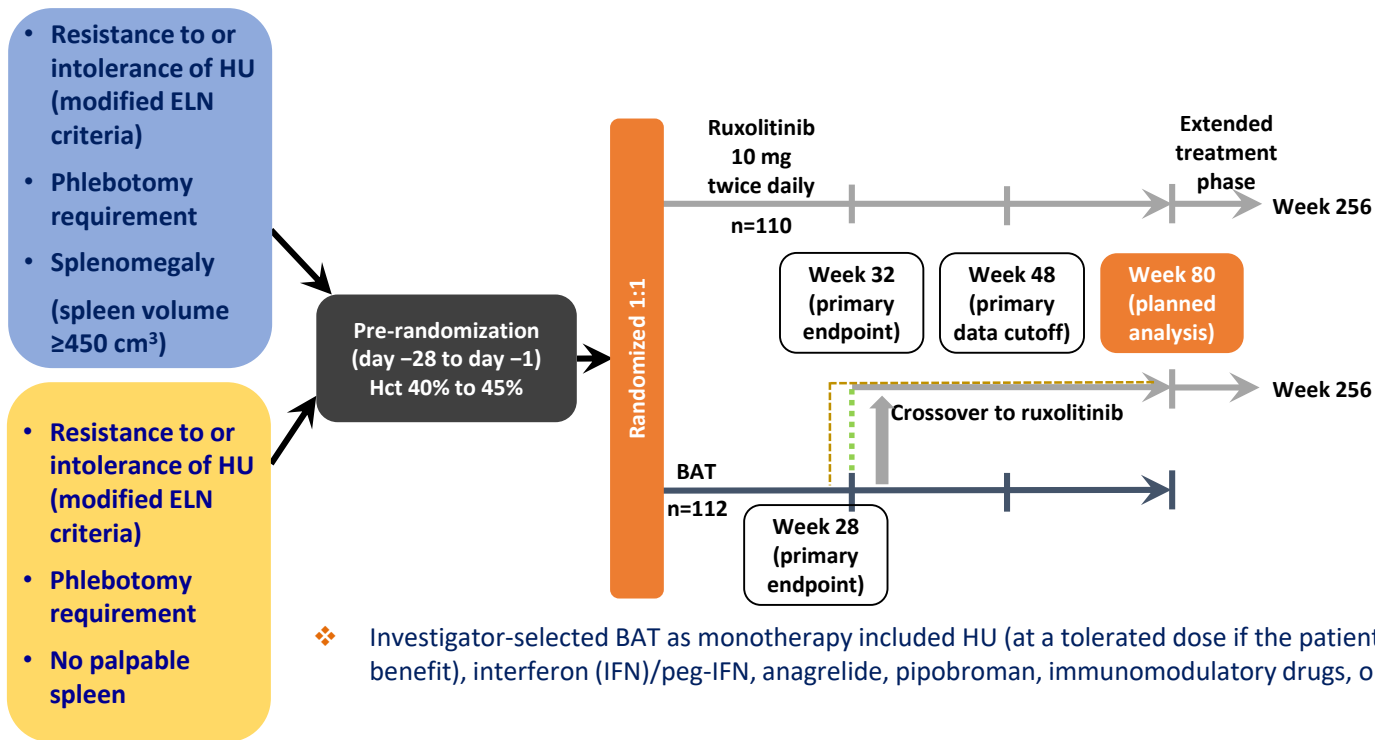 • Resistance to or
intolerance of HU
(modified ELN
criteria)
• Phlebotomy
requirement
• Splenomegaly
(spleen volume
≥450 cm³)
• Resistance to or
intolerance of HU
(modified ELN
criteria)
• Phlebotomy
requirement
• No palpable
spleen
Pre-randomization
(day −28 to day −1)
Hct 40% to 45%
Randomized 1:1
Ruxolitinib
10 mg
twice daily
n=110
Extended
treatment
phase
Week 256
Week 32
(primary
endpoint)
Week 48
(primary
data cutoff)
Week 80
(planned
analysis)
Week 256
Crossover to ruxolitinib
BAT
n=112
Week 28
(primary
endpoint)
❖ Investigator-selected BAT as monotherapy included HU (at a tolerated dose if the patient
benefit), interferon (IFN)/peg-IFN, anagrelide, pipobroman, immunomodulatory drugs, o